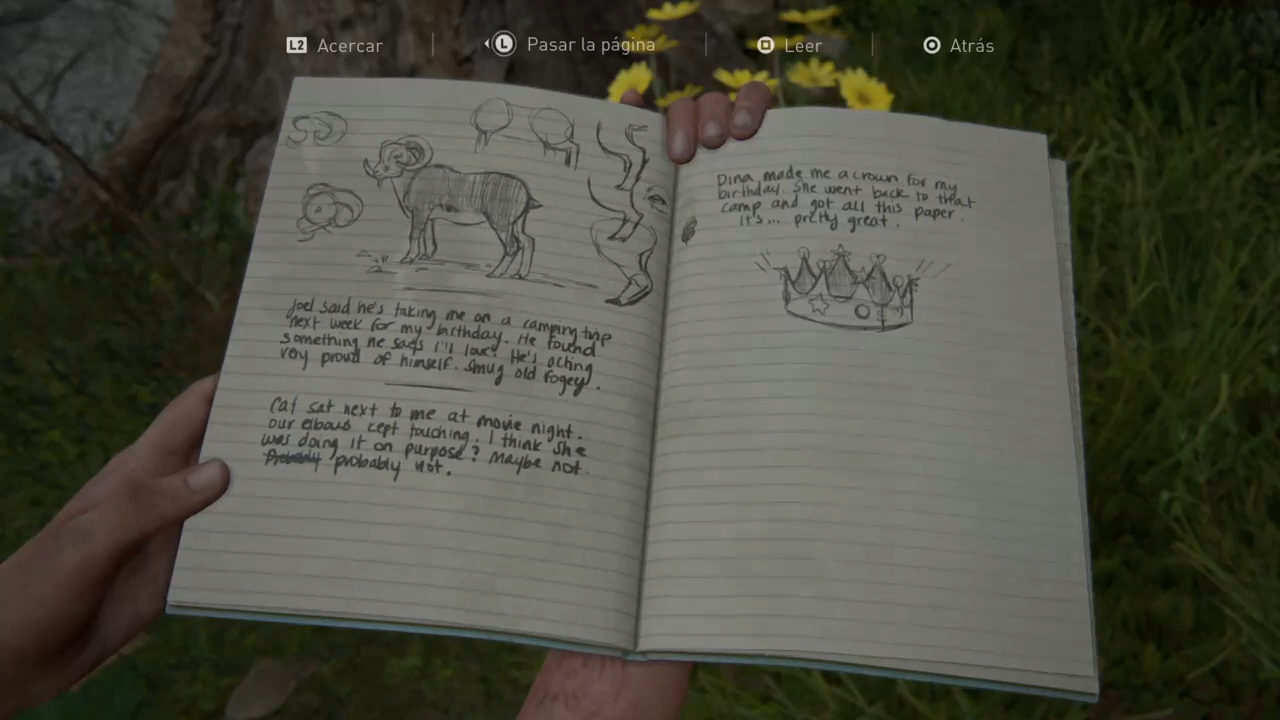 L2 Acercar
L Pasar la página
Leer
Atrás
Joel said he's taking me on a camping trip
next week for my birthday. He found
something he says I'll love. He's acting
very proud of himself. Smug old fogey.
Cat sat next to me at movie night.
our elbows kept touching. I think she
was doing it on purpose? Maybe not.
Probably probably not.
Dina made me a crown for my
birthday. She went back to that
camp and got all this paper.
It's... pretty great.